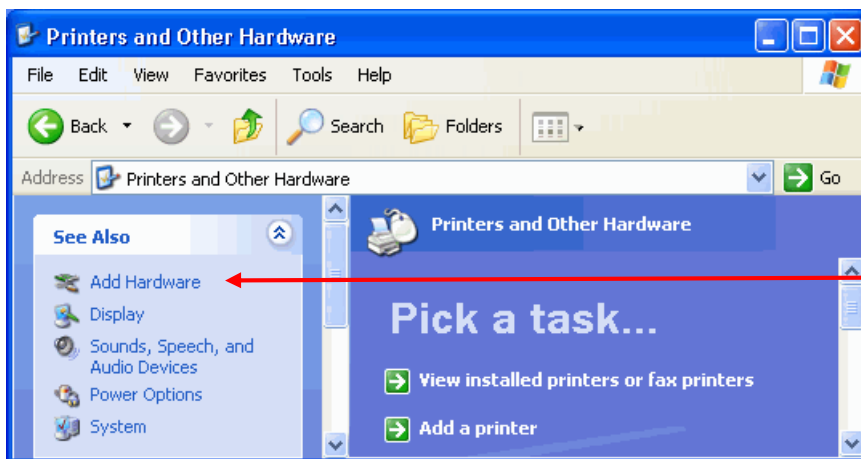 Printers and Other Hardware
File Edit View Favorites Tools Help
Back Search Folders
Address Printers and Other Hardware Go
See Also
Add Hardware
Display
Sounds, Speech, and
Audio Devices
Power Options
System
Printers and Other Hardware
Pick a task...
View installed printers or fax printers
Add a printer